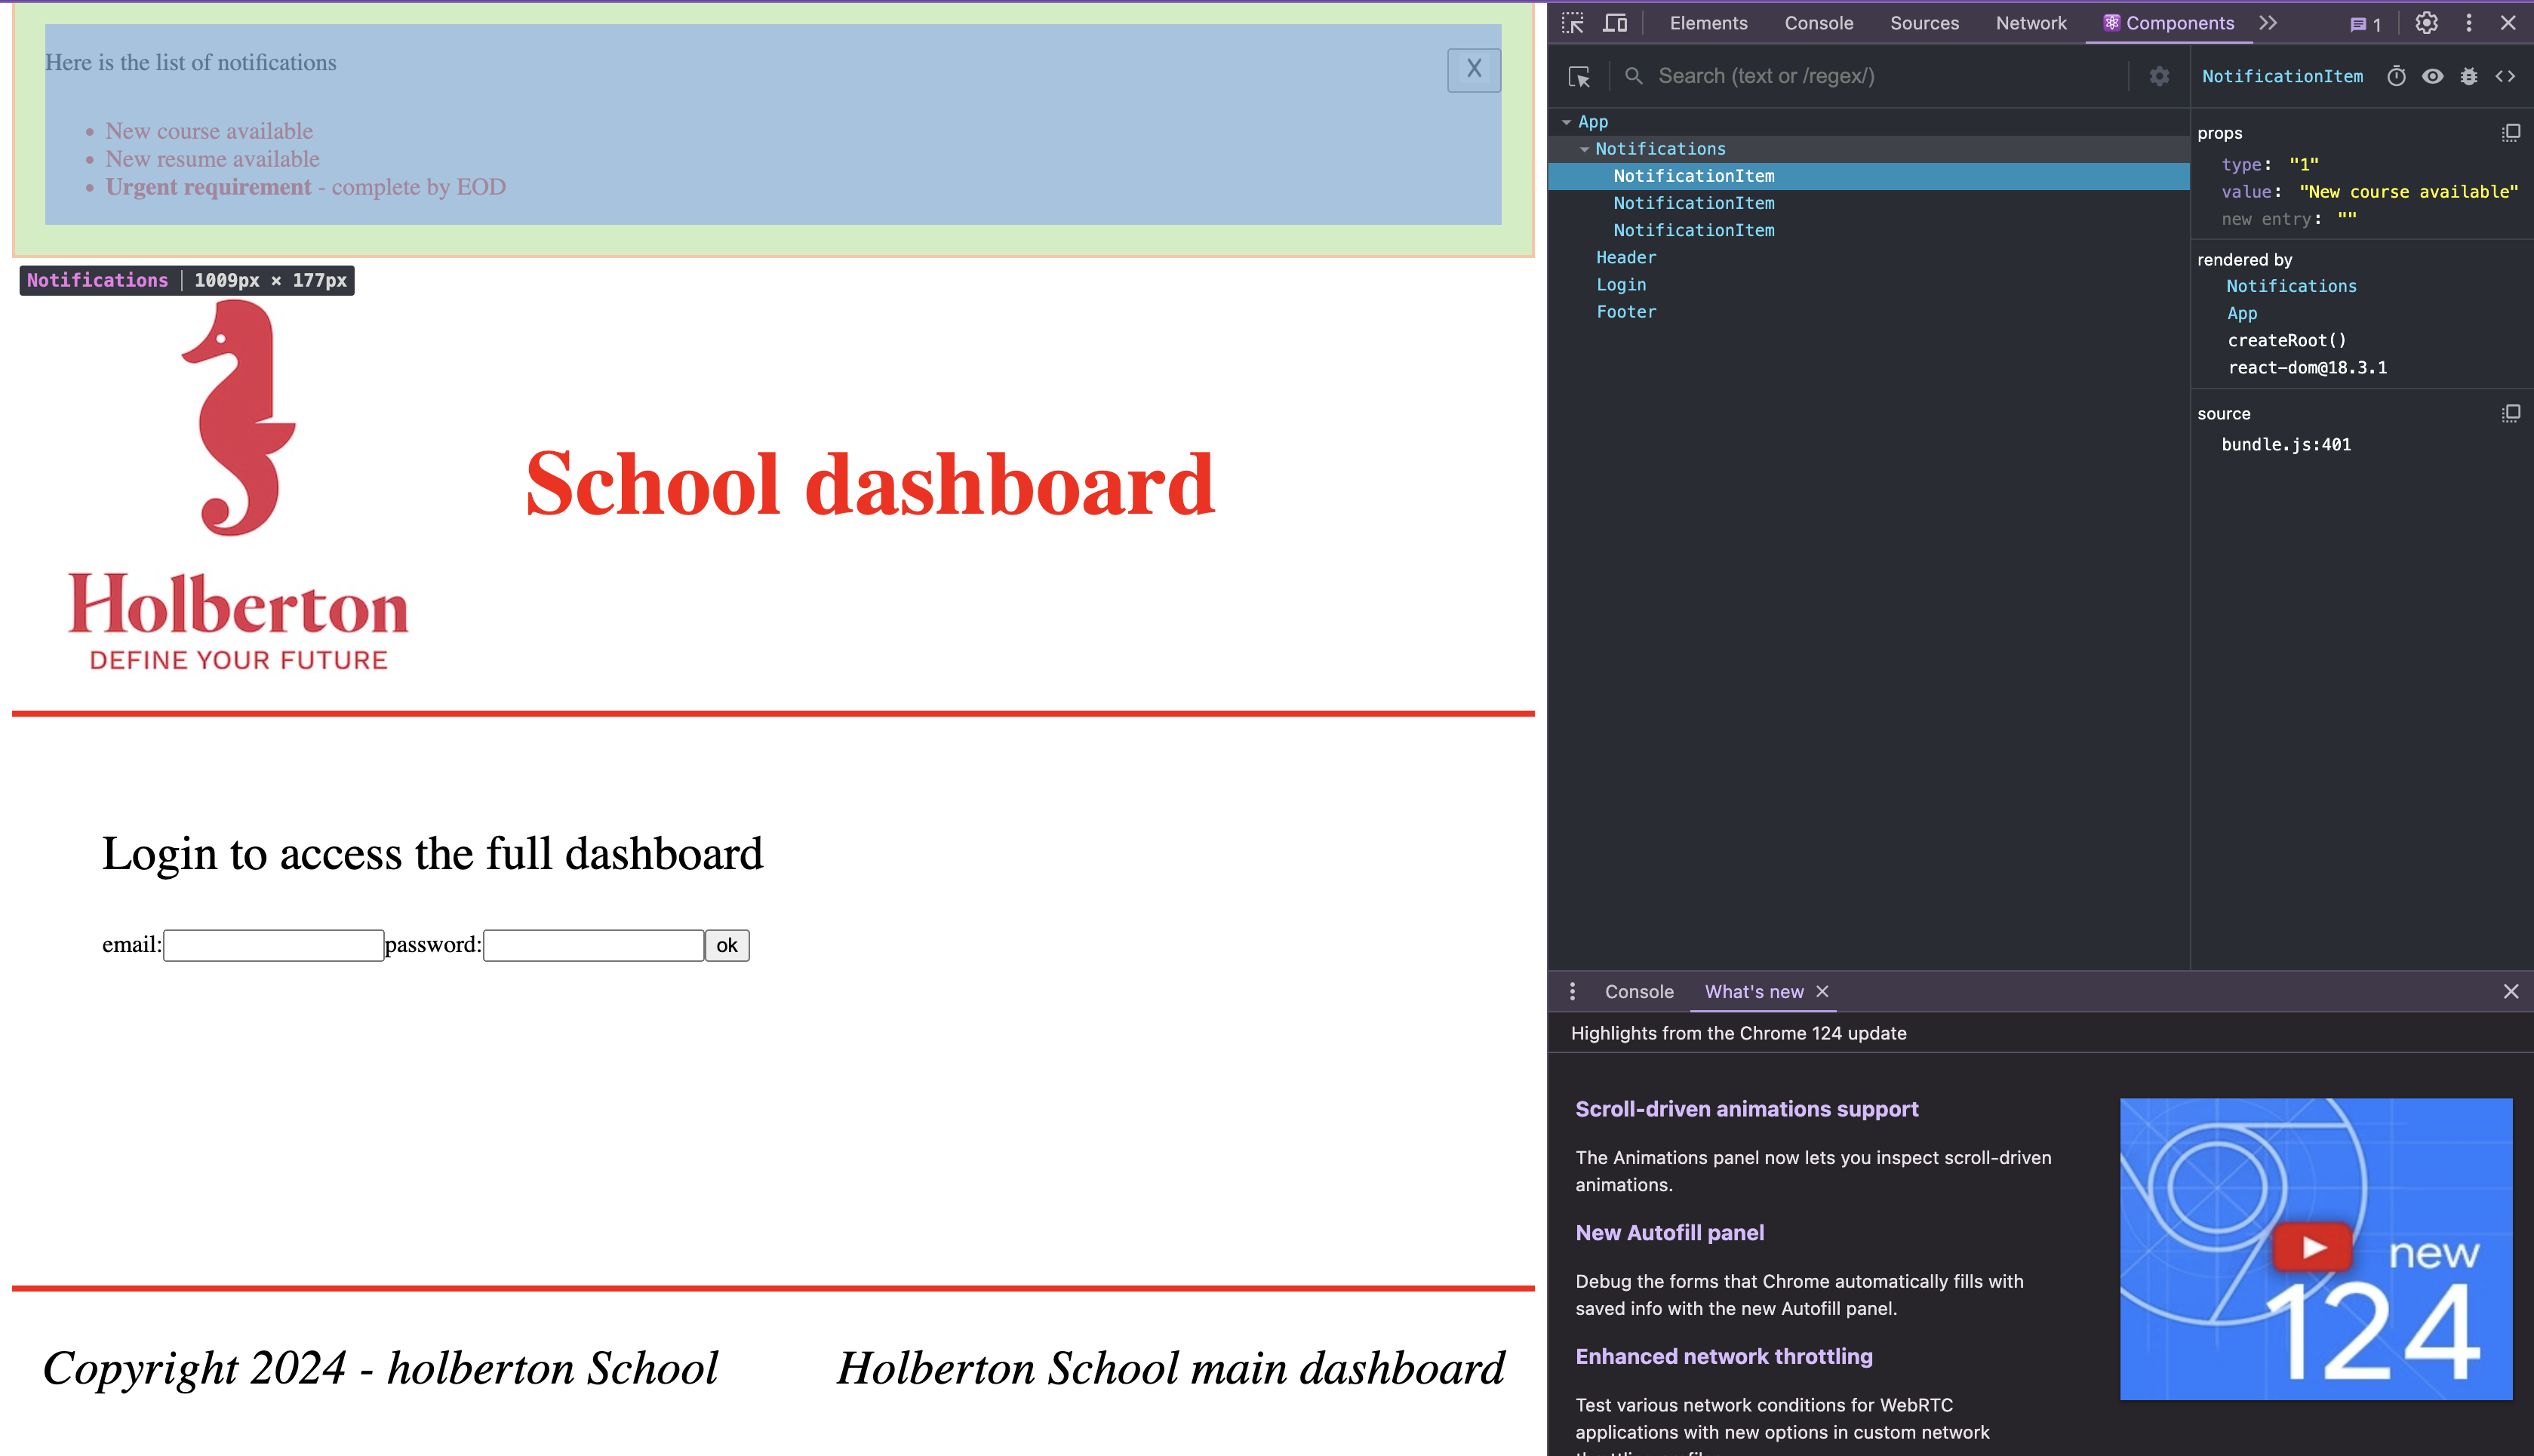 Here is the list of notifications
X
• New course available
• New resume available
• Urgent requirement - complete by EOD
Notifications | 1009px × 177px
Holberton
DEFINE YOUR FUTURE
School dashboard
Login to access the full dashboard
email:
password:
ok
Copyright 2024 - holberton School
Holberton School main dashboard
Elements
Console
Sources
Network
Components
1
Search (text or /regex/)
App
Notifications
NotificationItem
NotificationItem
NotificationItem
Header
Login
Footer
NotificationItem
props
type: "1"
value: "New course available"
new entry: ""
rendered by
Notifications
App
createRoot()
react-dom@18.3.1
source
bundle.js:401
Console
What's new
Highlights from the Chrome 124 update
Scroll-driven animations support
The Animations panel now lets you inspect scroll-driven
animations.
New Autofill panel
Debug the forms that Chrome automatically fills with
saved info with the new Autofill panel.
Enhanced network throttling
Test various network conditions for WebRTC
applications with new options in custom network
new
124